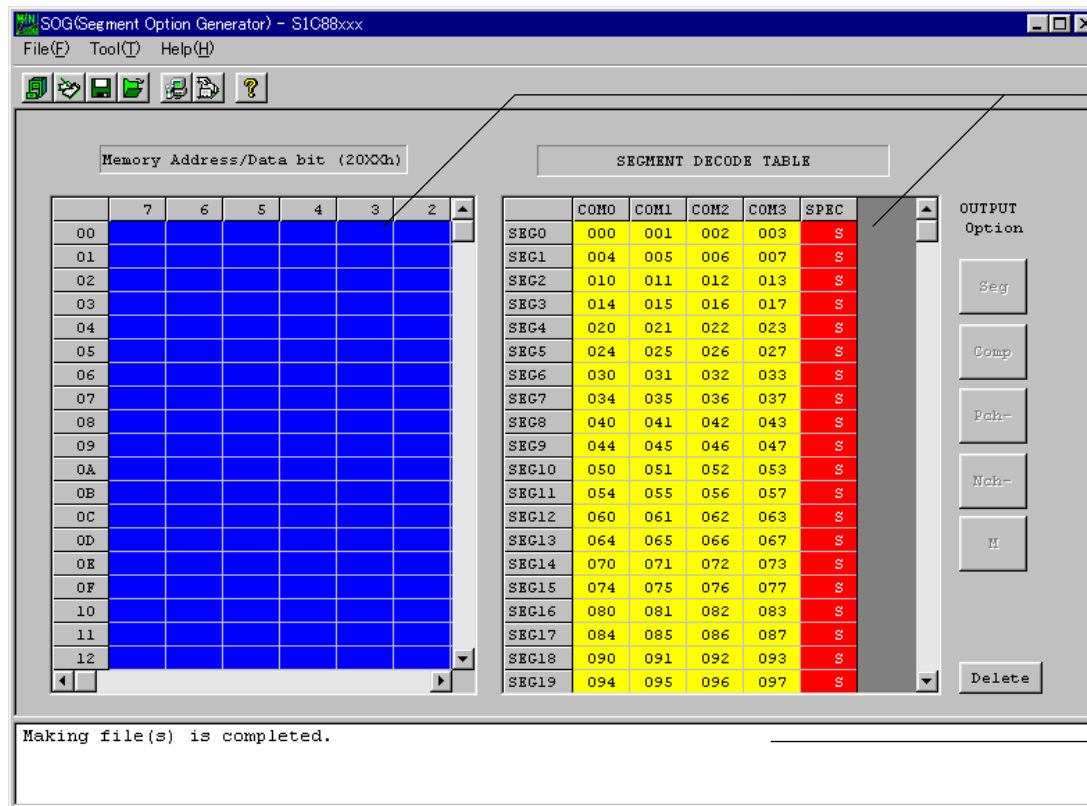 SOG(Segment Option Generator) - S1C88xxx
File(F) Tool(T) Help(H)
Memory Address/Data bit (20XXh)
SEGMENT DECODE TABLE
7 6 5 4 3 2
00
01
02
03
04
05
06
07
08
09
0A
0B
0C
0D
0E
0F
10
11
12
COM0 COM1 COM2 COM3 SPEC
SEG0 000 001 002 003 S
SEG1 004 005 006 007 S
SEG2 010 011 012 013 S
SEG3 014 015 016 017 S
SEG4 020 021 022 023 S
SEG5 024 025 026 027 S
SEG6 030 031 032 033 S
SEG7 034 035 036 037 S
SEG8 040 041 042 043 S
SEG9 044 045 046 047 S
SEG10 050 051 052 053 S
SEG11 054 055 056 057 S
SEG12 060 061 062 063 S
SEG13 064 065 066 067 S
SEG14 070 071 072 073 S
SEG15 074 075 076 077 S
SEG16 080 081 082 083 S
SEG17 084 085 086 087 S
SEG18 090 091 092 093 S
SEG19 094 095 096 097 S
OUTPUT
Option
Seg
Comp
Pch-
Nch-
M
Delete
Making file(s) is completed.